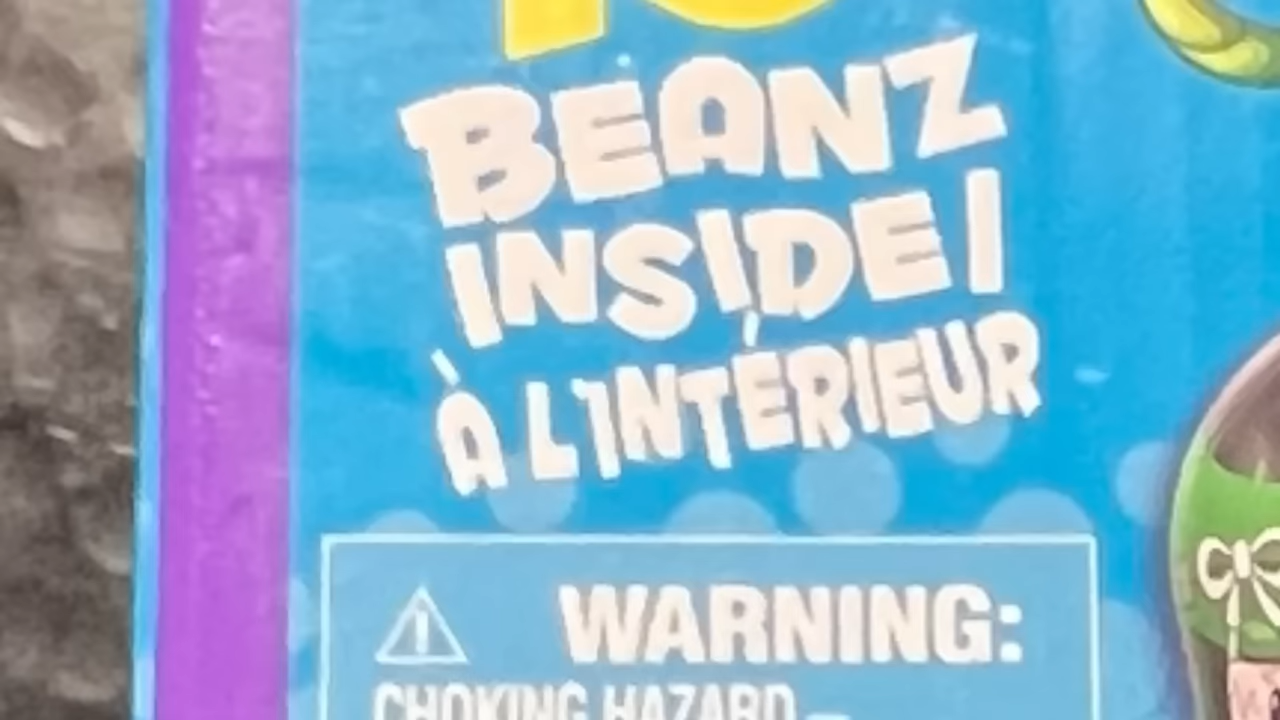 BEANZ
INSIDE!
À L'INTÉRIEUR
WARNING:
CHOKING HAZARD –